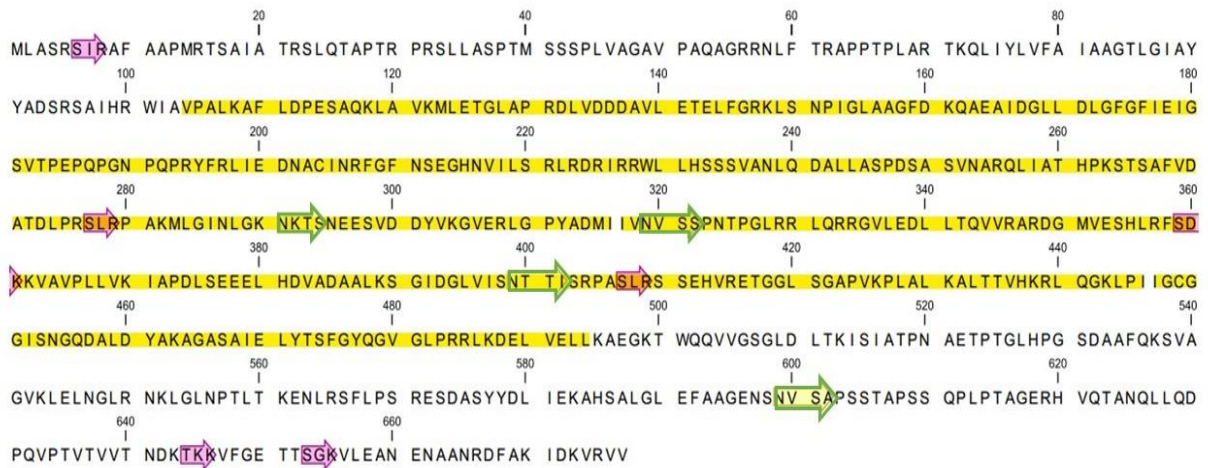 20 40 60 80
MLASRSIRAF AAPMRTSAIA TRSLQTAPTR PRSLLASPTM SSSPLVAGAV PAQAGRRNLF TRAPPTPLAR TKQLIYLVFA IAAGTLGIAY
100 120 140 160 180
YADSRSAIHR WIAVPALKAF LDPESAQKLA VKMLETGLAP RDLVDDDAVL ETELFGRKLS NPIGLAAGFD KQAEAIDGLL DLGFGFIEIG
200 220 240 260
SVTPEPQPGN PQPRYFRLIE DNACINRFGF NSEGHNVILS RLRDRIRRWL LHSSSVANLQ DALLASPDSA SVNARQLIAT HPKSTSAFVD
280 300 320 340 360
ATDLPRSLRP AKMLGINLGK NKTSNEESVD DYVKGVERLG PYADMIIVNV SSPNTPGLRR LQRRGVLEDL LTQVVRARDG MVESHLRFSD
380 400 420 440
KKVAVPLLVK IAPDLSEEEL HDVADAALKS GIDGLVISNT TISRPASLRS SEHVRETGGL SGAPVKPLAL KALTTVHKRL QGKLPIIGCG
460 480 500 520 540
GISNGQDALD YAKAGASAIE LYTSFGYQGV GLPRRLKDEL VELLKAEGKT WQQVVGSGLD LTKISIATPN AETPTGLHPG SDAAFQKSVA
560 580 600 620
GVKLELNGLR NKLGLNPTLT KENLRSFLPS RESDASYYDL IEKAHSALGL EFAAGENSNV SAPSSTAPSS QPLPTAGERH VQTANQLLQD
640 660
PQVPTVTVVT NDKTKKVFGE TTSGKVLEAN ENAANRDFAK IDKVRVV